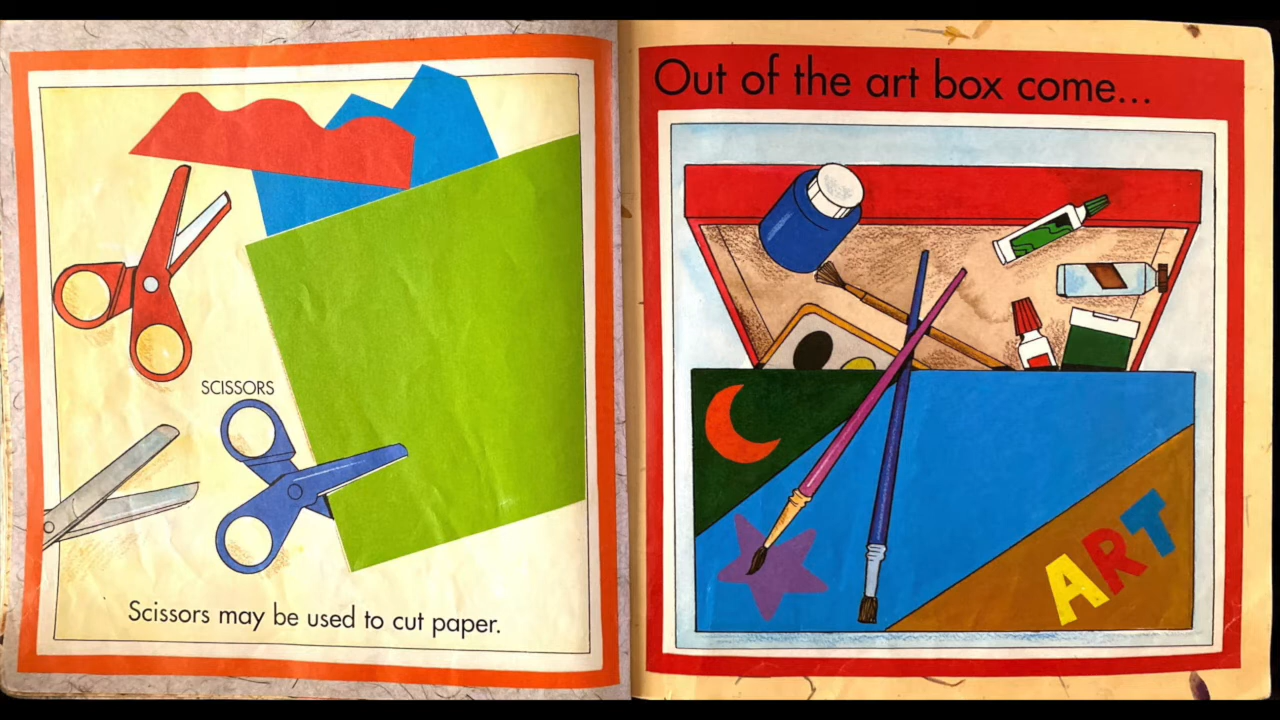 SCISSORS
Scissors may be used to cut paper.
Out of the art box come...
ART